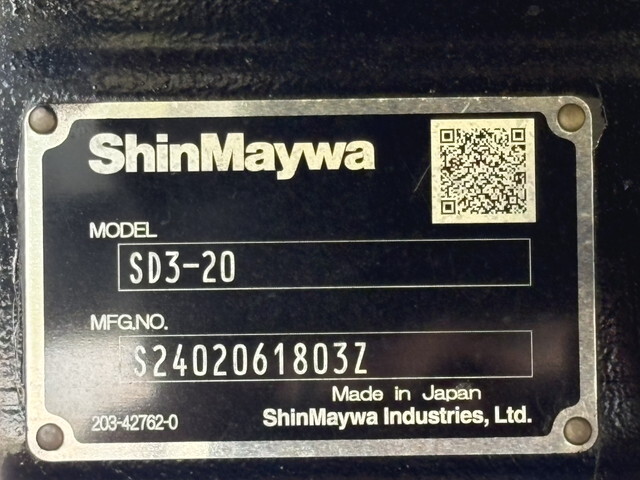 ShinMaywa
MODEL
SD3-20
MFG.NO.
S2402061803Z
Made in Japan
203-42762-0
ShinMaywa Industries, Ltd.